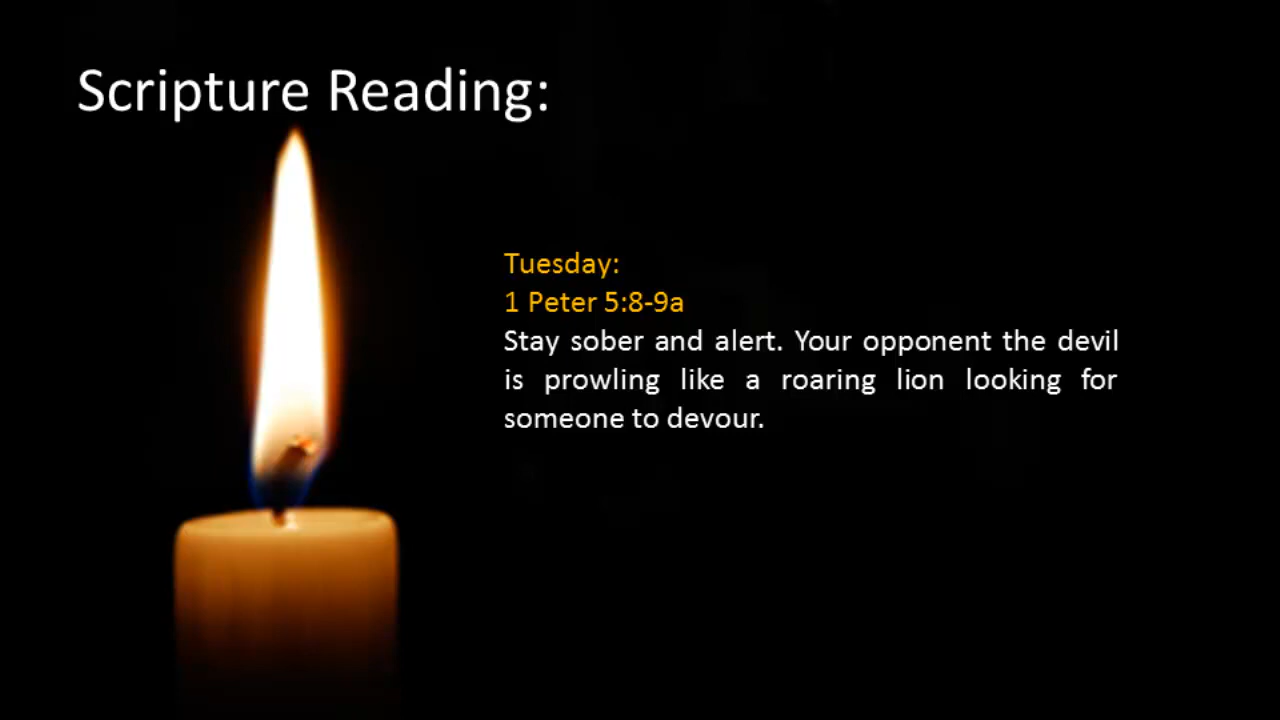 Scripture Reading:
Tuesday:
1 Peter 5:8-9a
Stay sober and alert. Your opponent the devil
is prowling like a roaring lion looking for
someone to devour.